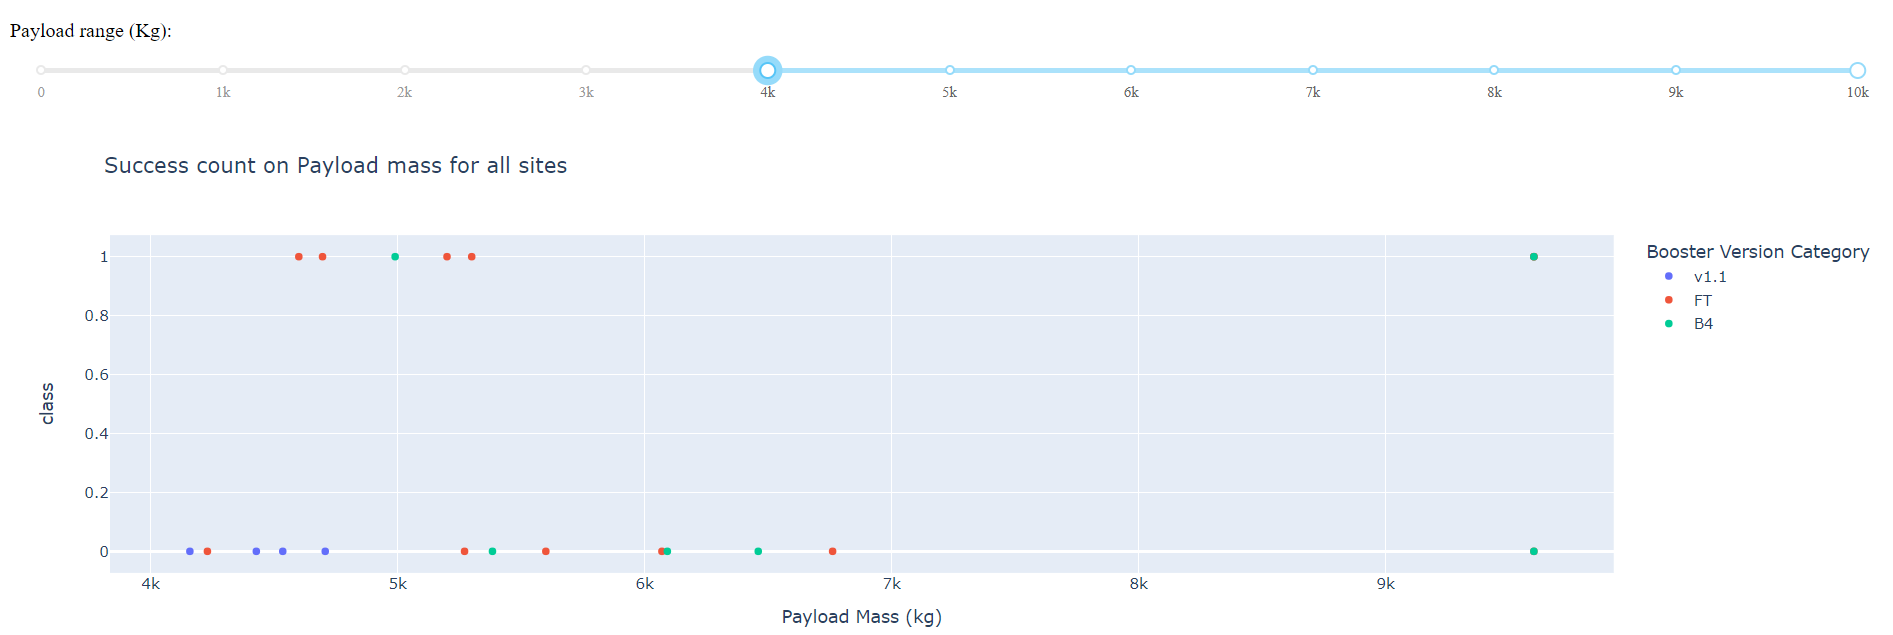 Payload range (Kg):
0 1k 2k 3k 4k 5k 6k 7k 8k 9k 10k
Success count on Payload mass for all sites
1
0.8
0.6
0.4
0.2
0
class
4k 5k 6k 7k 8k 9k
Payload Mass (kg)
Booster Version Category
v1.1
FT
B4